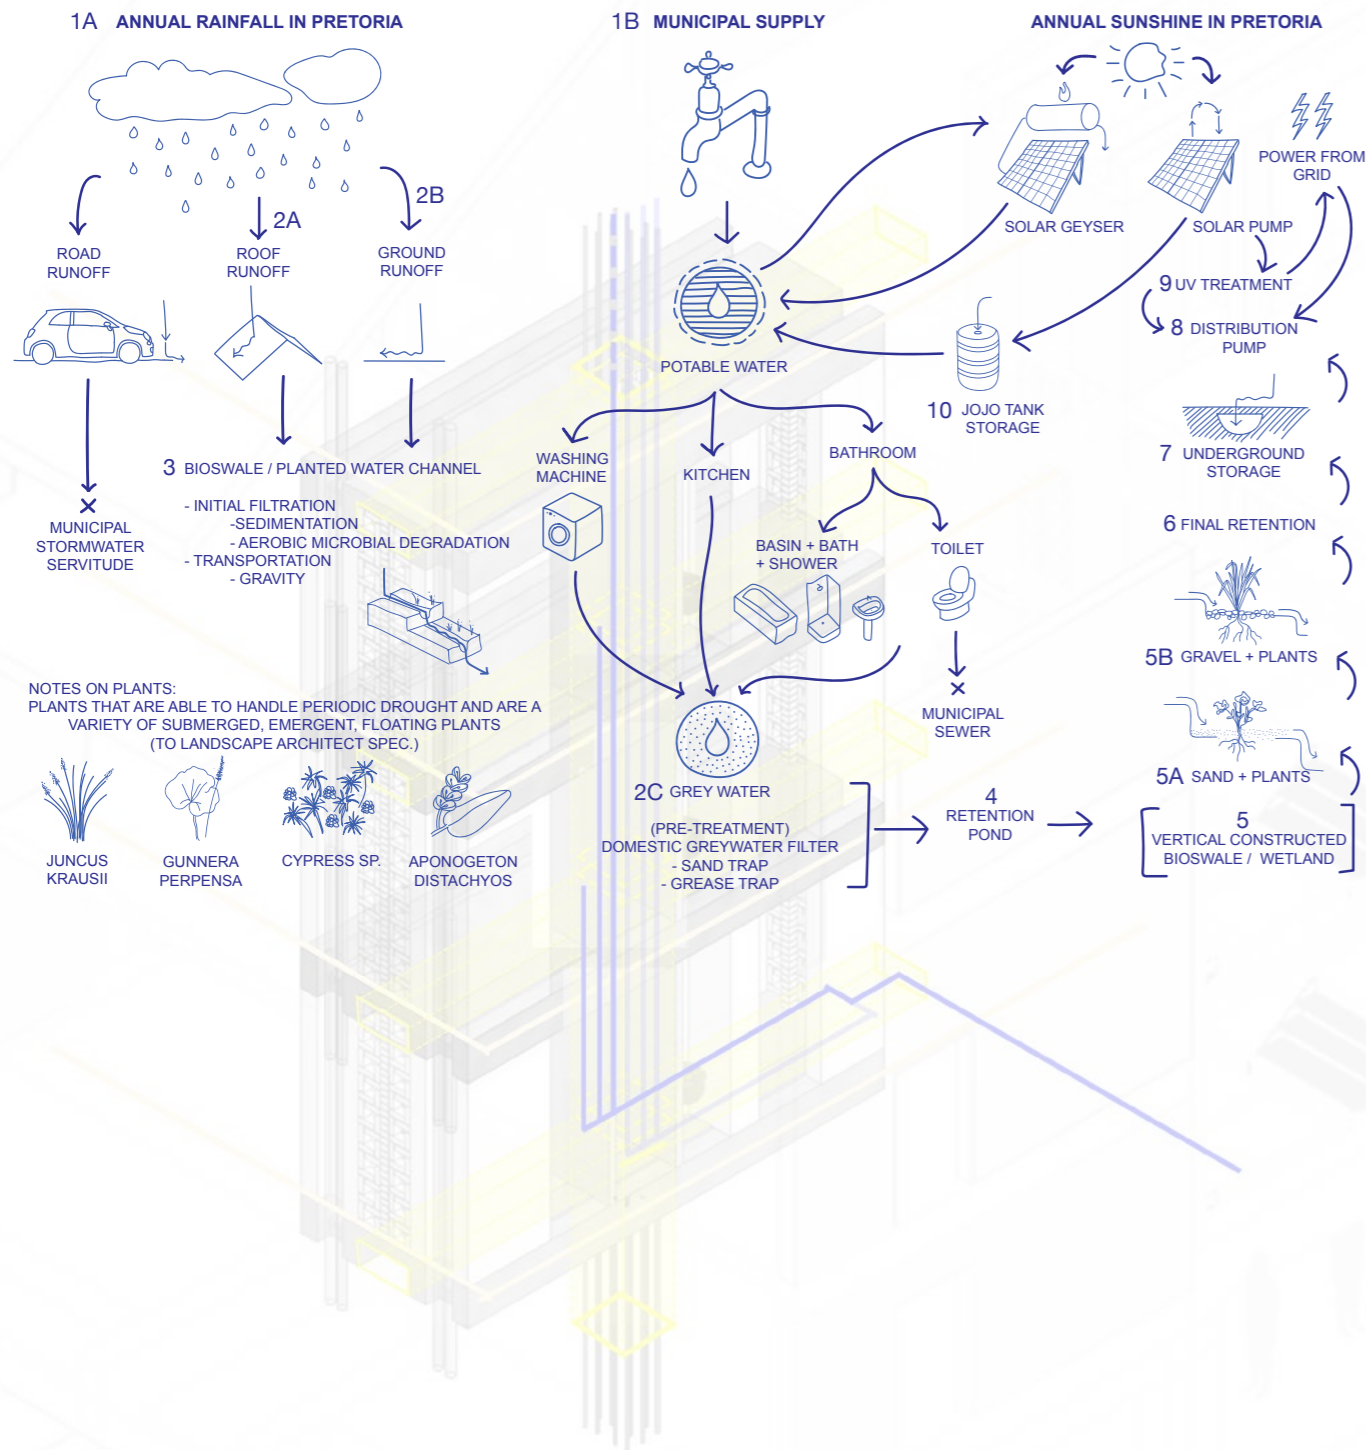 1A ANNUAL RAINFALL IN PRETORIA
2A
2B
ROAD
RUNOFF
ROOF
RUNOFF
GROUND
RUNOFF
3 BIOSWALE / PLANTED WATER CHANNEL
- INITIAL FILTRATION
-SEDIMENTATION
- AEROBIC MICROBIAL DEGRADATION
- TRANSPORTATION
- GRAVITY
MUNICIPAL
STORMWATER
SERVITUDE
NOTES ON PLANTS:
PLANTS THAT ARE ABLE TO HANDLE PERIODIC DROUGHT AND ARE A
VARIETY OF SUBMERGED, EMERGENT, FLOATING PLANTS
(TO LANDSCAPE ARCHITECT SPEC.)
JUNCUS
KRAUSII
GUNNERA
PERPENSA
CYPRESS SP.
APONOGETON
DISTACHYOS
1B MUNICIPAL SUPPLY
POTABLE WATER
WASHING
MACHINE
KITCHEN
BATHROOM
BASIN + BATH
+ SHOWER
TOILET
MUNICIPAL
SEWER
2C GREY WATER
(PRE-TREATMENT)
DOMESTIC GREYWATER FILTER
- SAND TRAP
- GREASE TRAP
4
RETENTION
POND
ANNUAL SUNSHINE IN PRETORIA
SOLAR GEYSER
SOLAR PUMP
POWER FROM
GRID
9 UV TREATMENT
8 DISTRIBUTION
PUMP
10 JOJO TANK
STORAGE
7 UNDERGROUND
STORAGE
6 FINAL RETENTION
5B GRAVEL + PLANTS
5A SAND + PLANTS
5
VERTICAL CONSTRUCTED
BIOSWALE / WETLAND